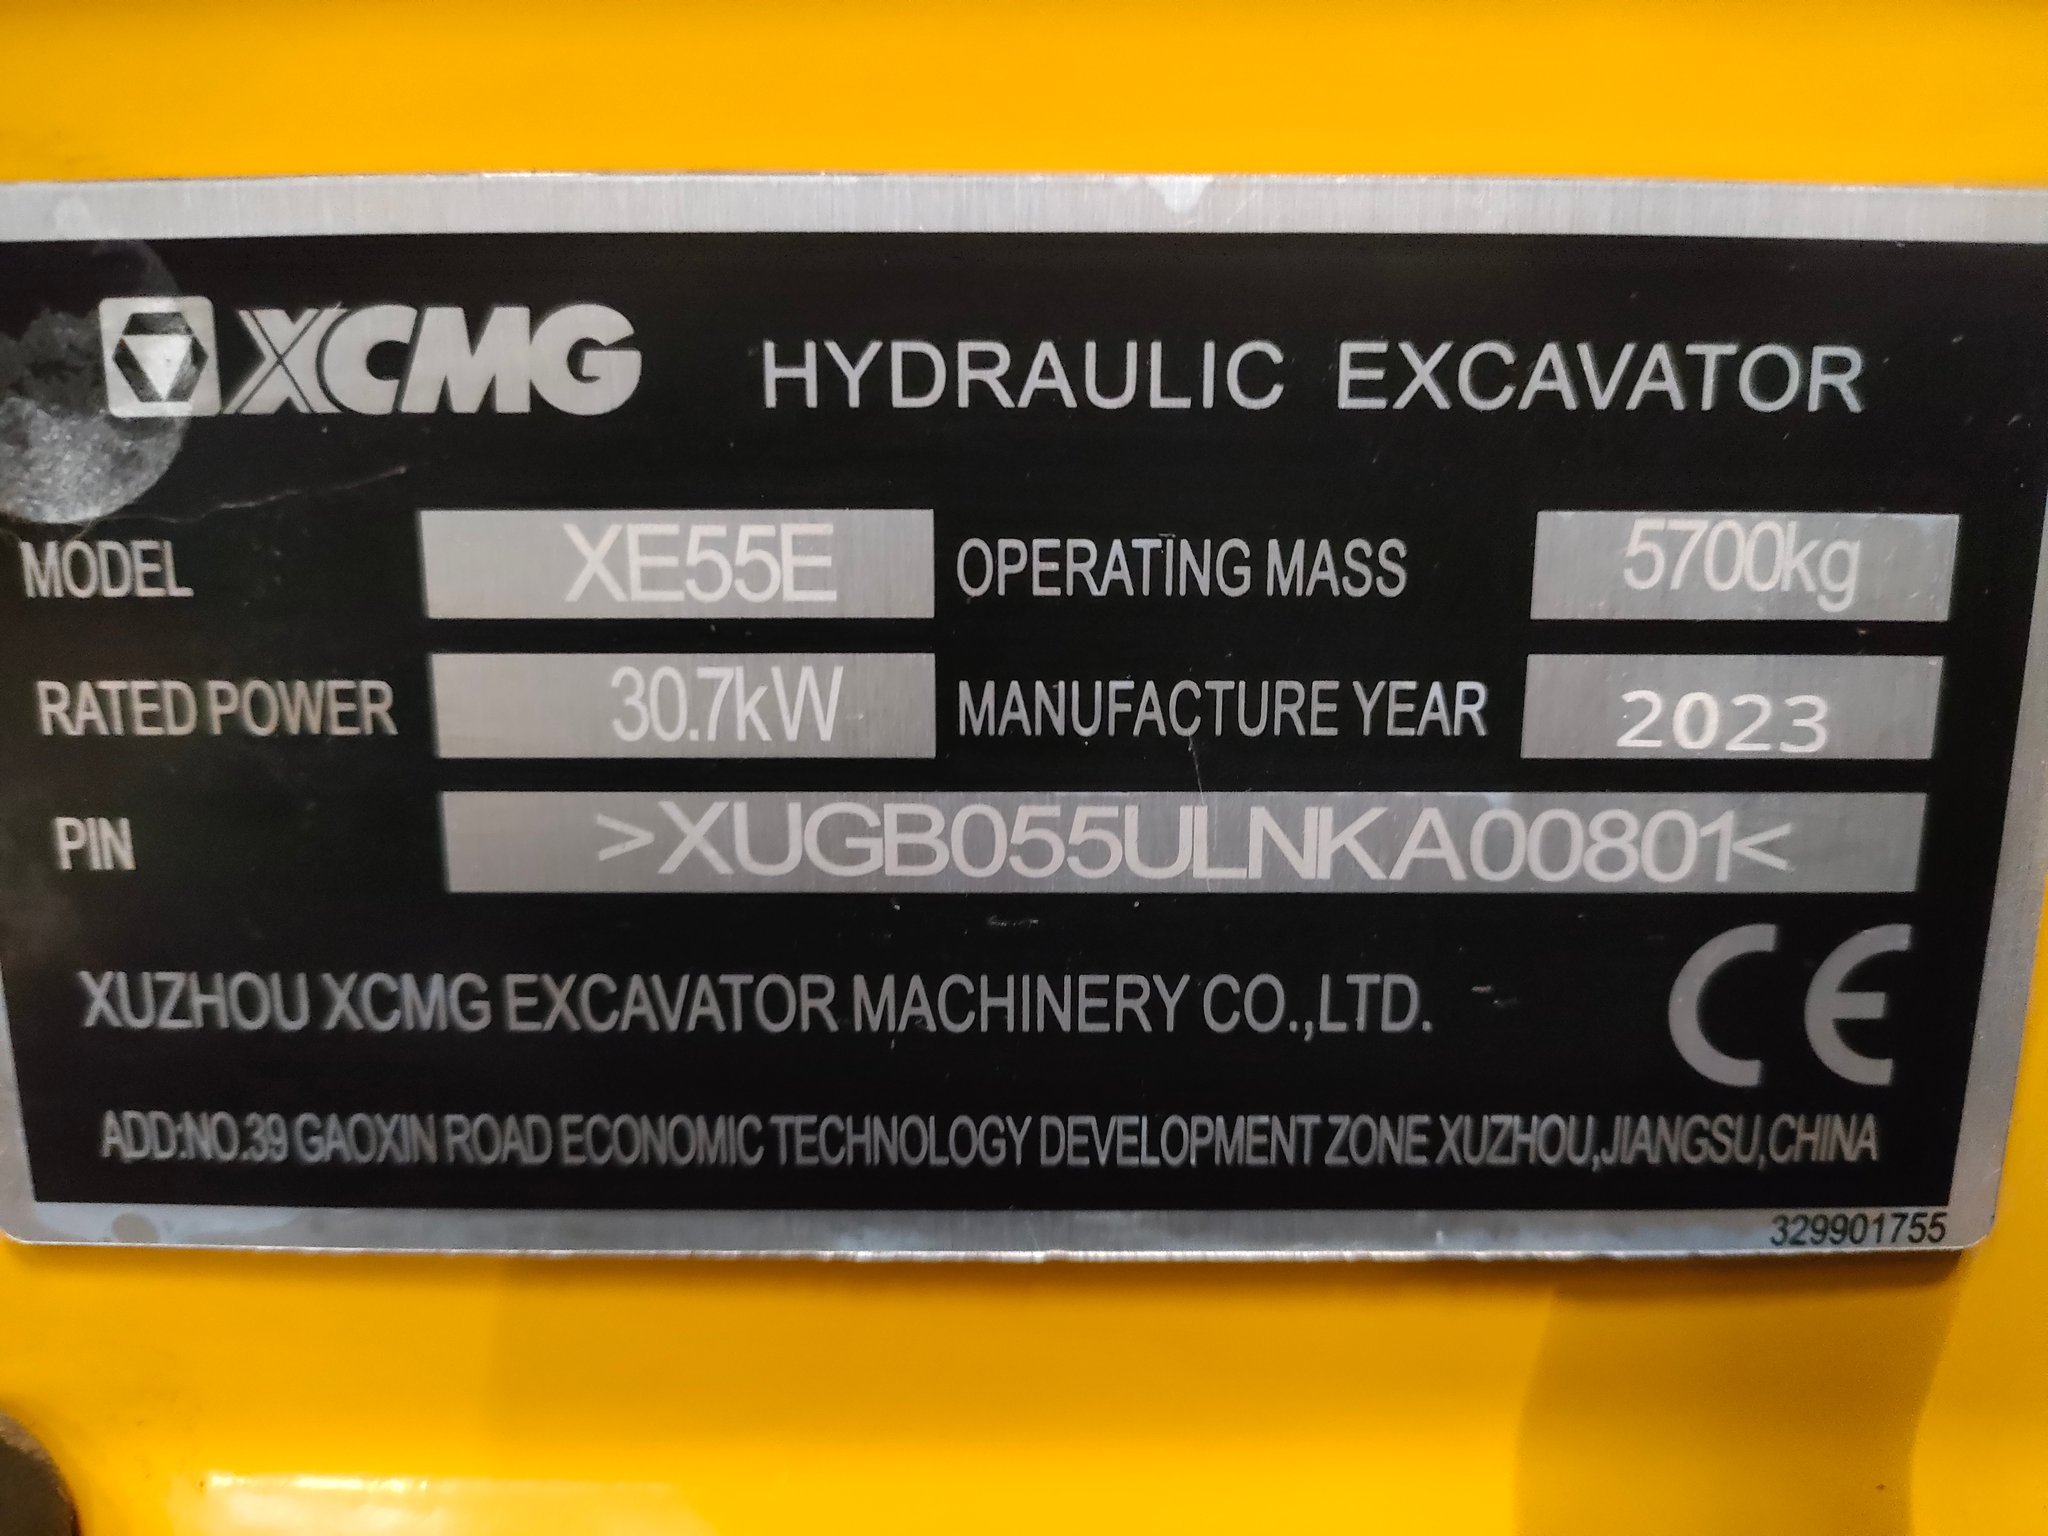 XCMG HYDRAULIC EXCAVATOR
MODEL XE55E OPERATING MASS 5700kg
RATED POWER 30.7kW MANUFACTURE YEAR 2023
PIN >XUGB055ULNKA00801<
XUZHOU XCMG EXCAVATOR MACHINERY CO.,LTD. CE
ADD:NO.39 GAOXIN ROAD ECONOMIC TECHNOLOGY DEVELOPMENT ZONE XUZHOU,JIANGSU,CHINA
329901755